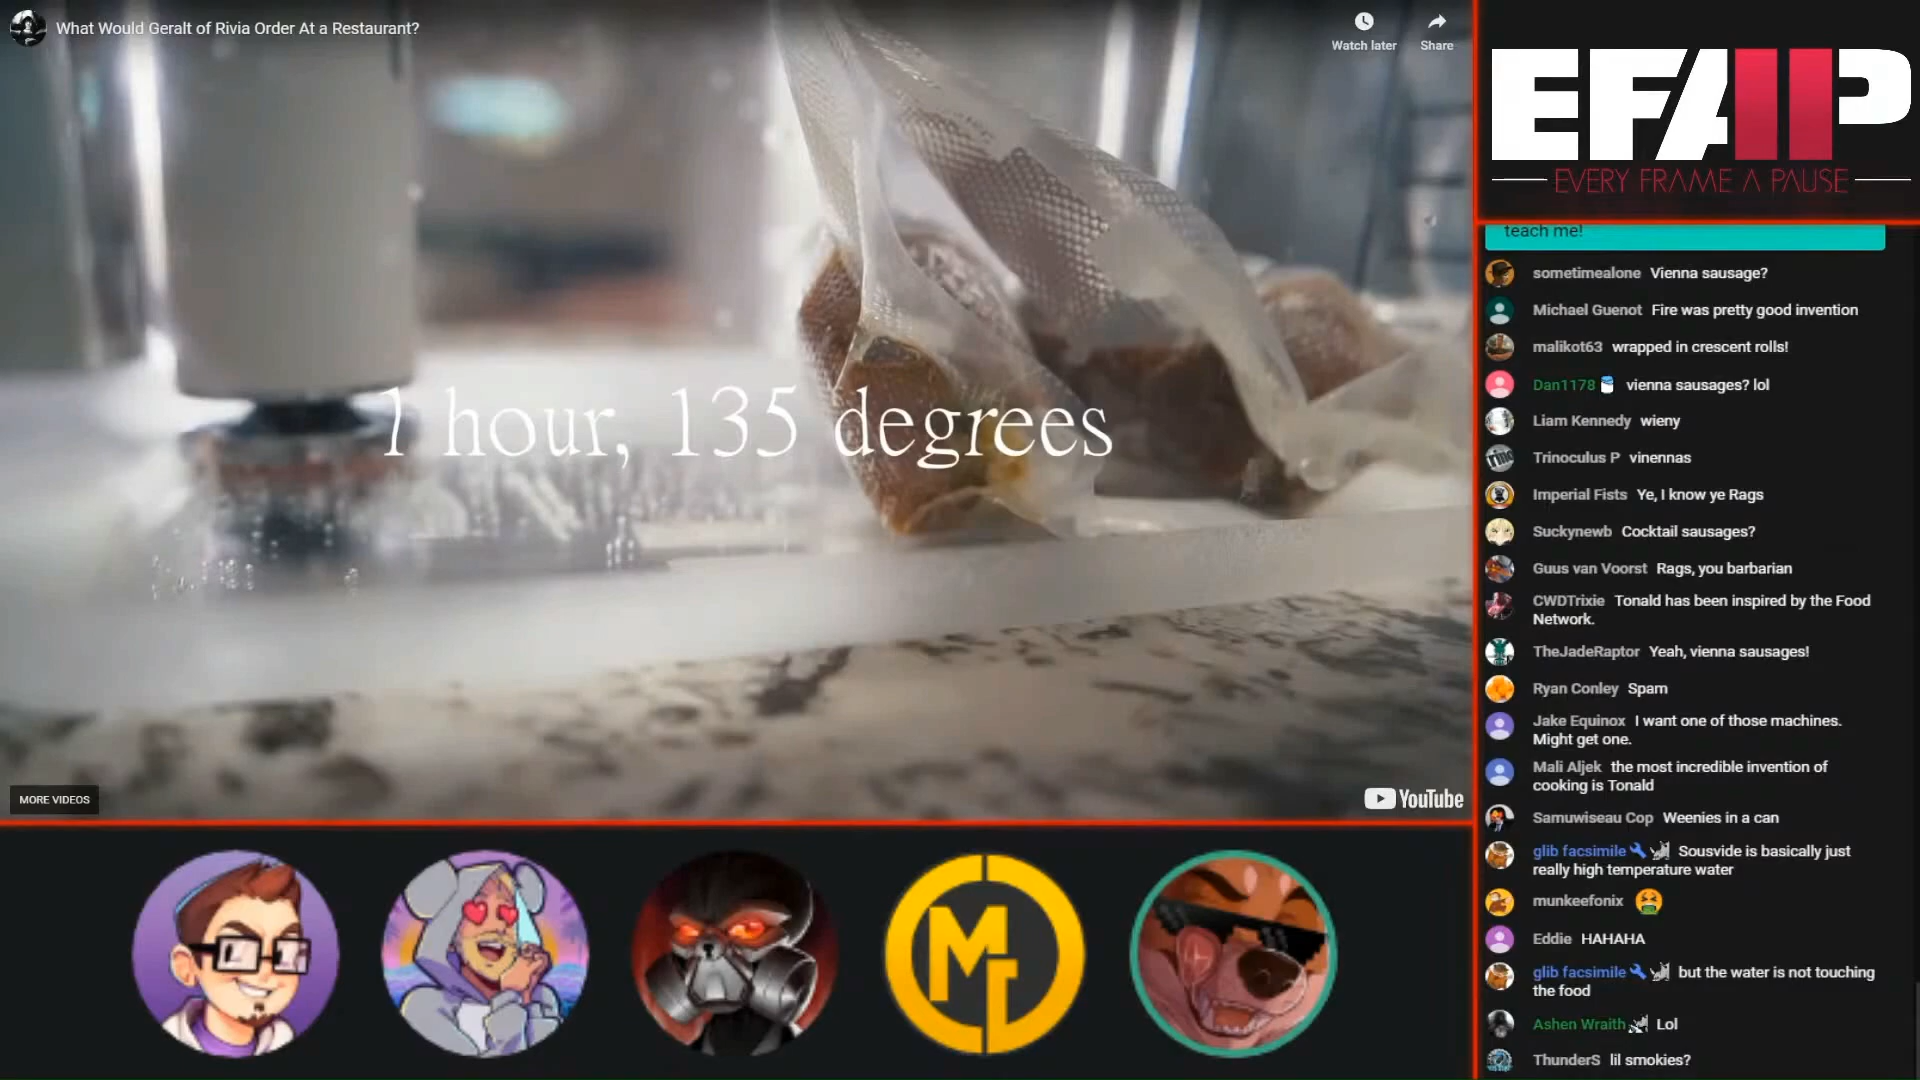 What Would Geralt of Rivia Order At a Restaurant?
Watch later
Share
1 hour, 135 degrees
MORE VIDEOS
YouTube
EFAP
EVERY FRAME A PAUSE
teach me!
sometimealone Vienna sausage?
Michael Guenot Fire was pretty good invention
malikot63 wrapped in crescent rolls!
Dan1178 vienna sausages? lol
Liam Kennedy wieny
Trinoculus P vinennas
Imperial Fists Ye, I know ye Rags
Suckynewb Cocktail sausages?
Guus van Voorst Rags, you barbarian
CWDTrixie Tonald has been inspired by the Food
Network.
TheJadeRaptor Yeah, vienna sausages!
Ryan Conley Spam
Jake Equinox I want one of those machines.
Might get one.
Mali Aljek the most incredible invention of
cooking is Tonald
Samuwiseau Cop Weenies in a can
glib facsimile Sousvide is basically just
really high temperature water
munkeefonix
Eddie HAHAHA
glib facsimile but the water is not touching
the food
Ashen Wraith Lol
ThunderS lil smokies?
MG